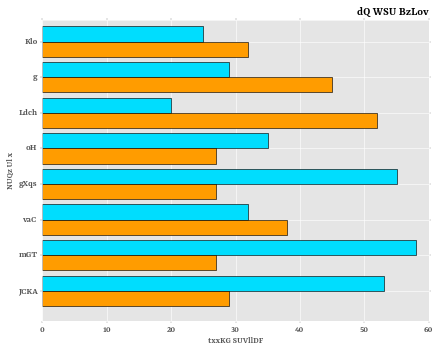 dQ WSU BzLov
NUQz Ul x
Klo
g
Ldch
oH
gXqs
vaC
mGT
JCKA
0 10 20 30 40 50 60
txxKG SUVlIDF